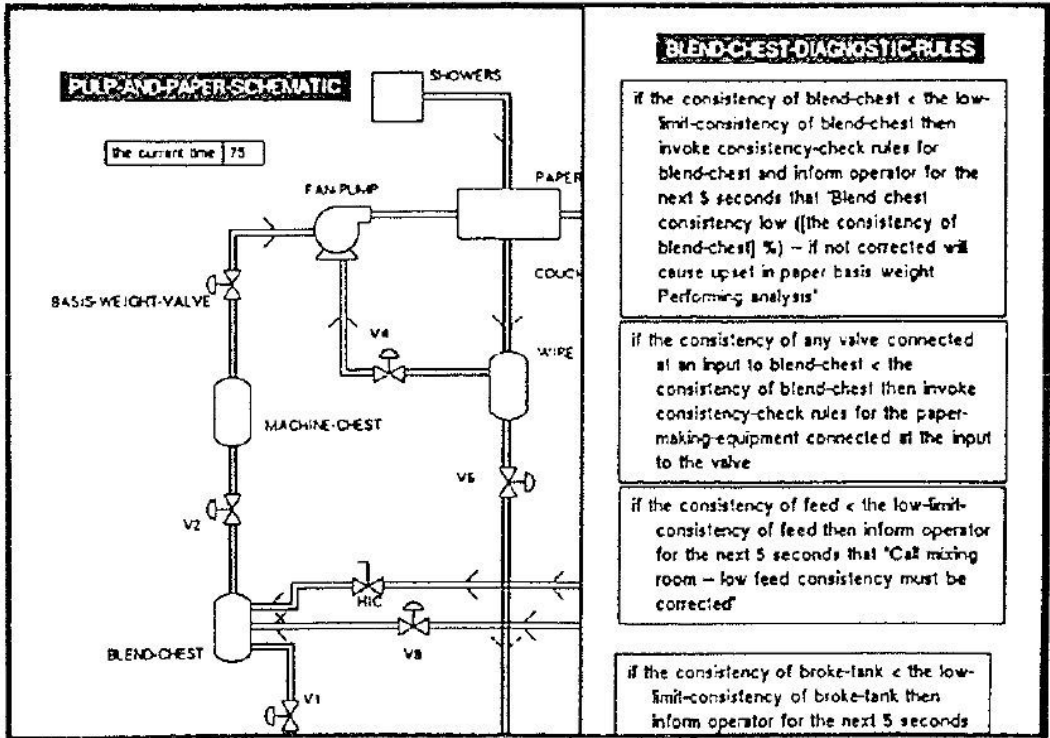 PULP-AND-PAPER-SCHEMATIC
the current time 75
SHOWERS
FAN-PUMP
PAPER
COUCH
BASIS-WEIGHT-VALVE
V4
WIRE
MACHINE-CHEST
V5
V2
HIC
BLEND-CHEST
V8
V1
BLEND-CHEST-DIAGNOSTIC-RULES
if the consistency of blend-chest < the low-
limit-consistency of blend-chest then
invoke consistency-check rules for
blend-chest and inform operator for the
next 5 seconds that "Blend chest
consistency low ([the consistency of
blend-chest] %) – if not corrected will
cause upset in paper basis weight
Performing analysis"
if the consistency of any valve connected
at an input to blend-chest < the
consistency of blend-chest then invoke
consistency-check rules for the paper-
making-equipment connected at the input
to the valve
if the consistency of feed < the low-limit-
consistency of feed then inform operator
for the next 5 seconds that "Call mixing
room – low feed consistency must be
corrected"
if the consistency of broke-tank < the low-
limit-consistency of broke-tank then
inform operator for the next 5 seconds